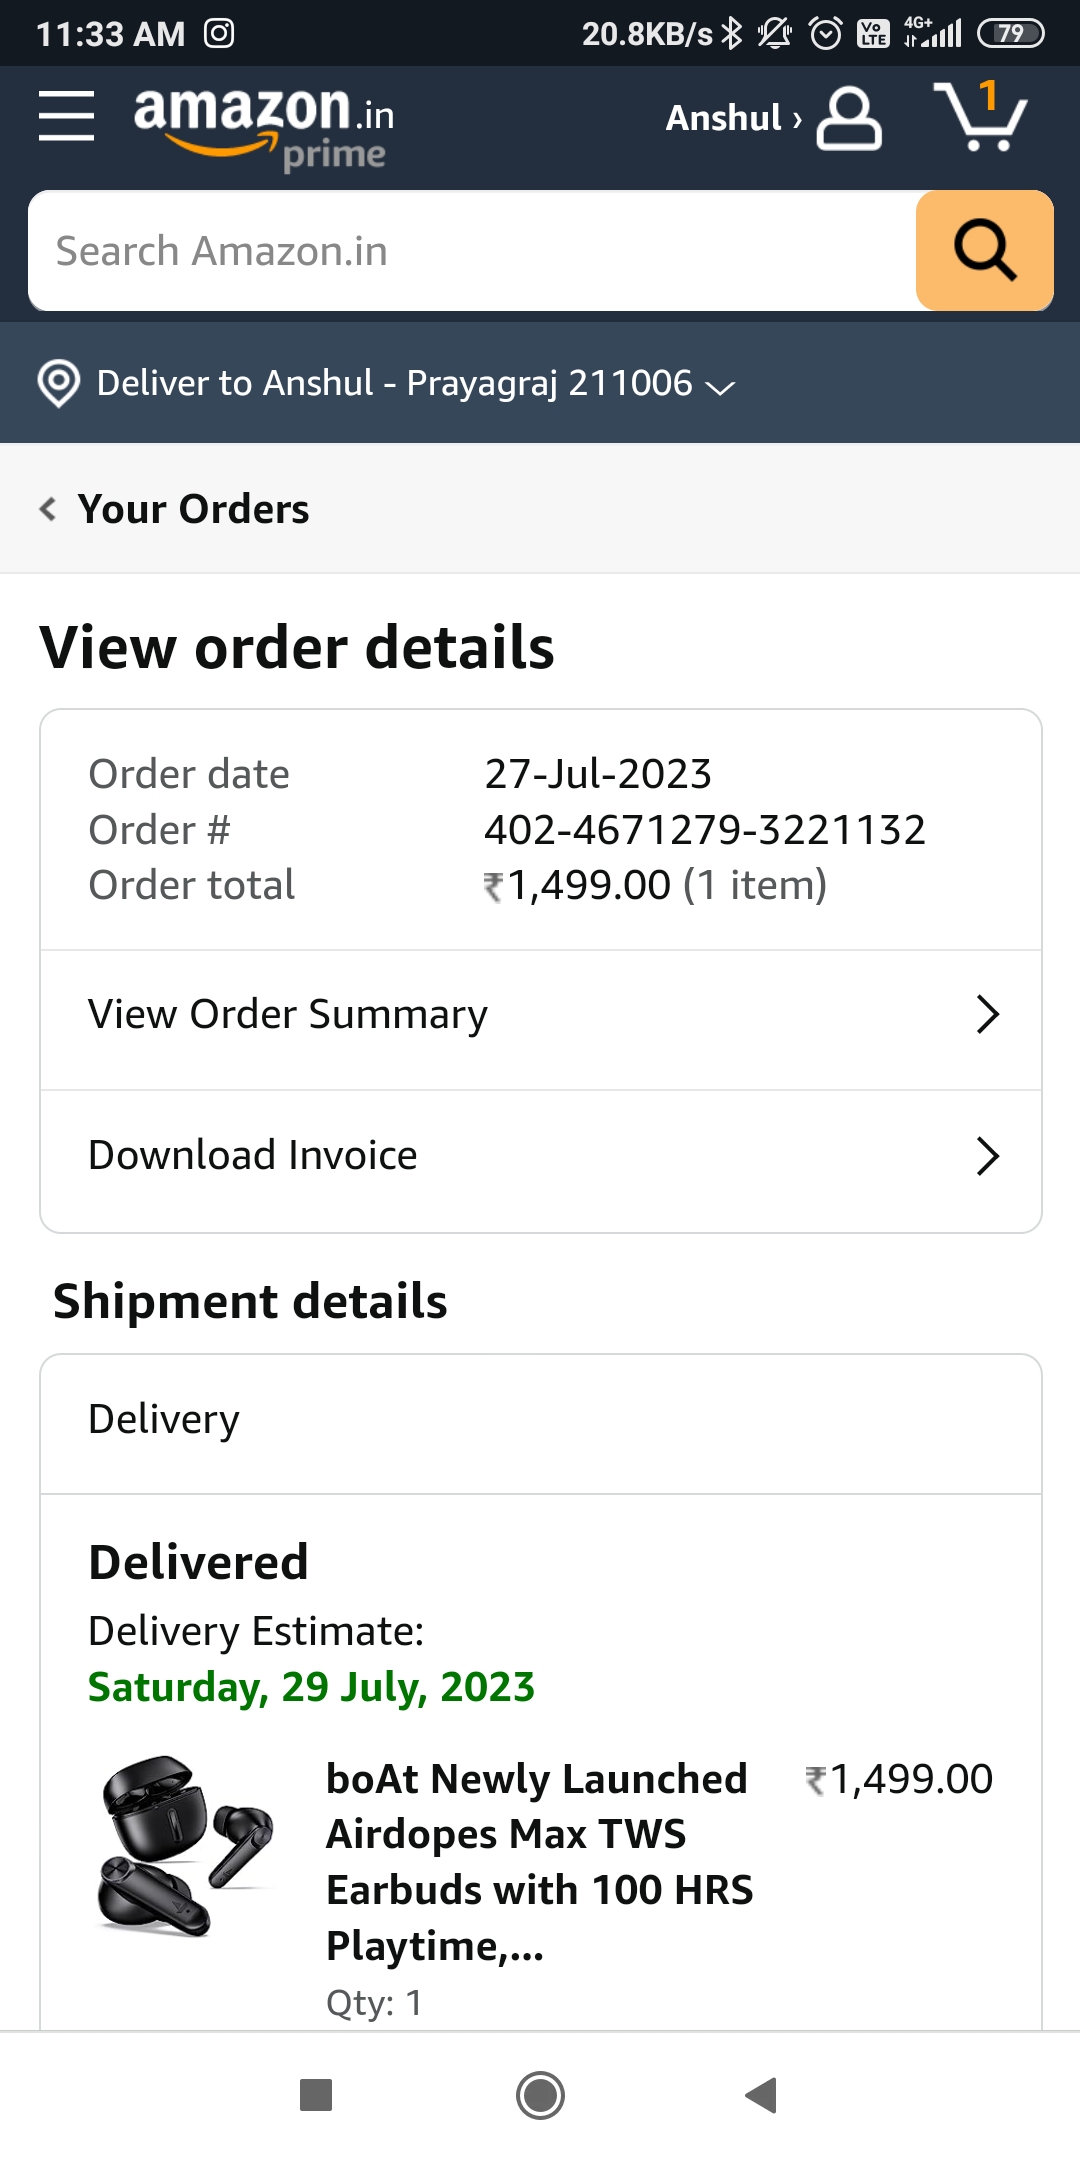 11:33 AM 20.8KB/s Vo LTE 4G+ 79
amazon.in
prime
Anshul › 1
Search Amazon.in
Deliver to Anshul - Prayagraj 211006
Your Orders
View order details
Order date 27-Jul-2023
Order # 402-4671279-3221132
Order total ₹1,499.00 (1 item)
View Order Summary
Download Invoice
Shipment details
Delivery
Delivered
Delivery Estimate:
Saturday, 29 July, 2023
boAt Newly Launched ₹1,499.00
Airdopes Max TWS
Earbuds with 100 HRS
Playtime,...
Qty: 1